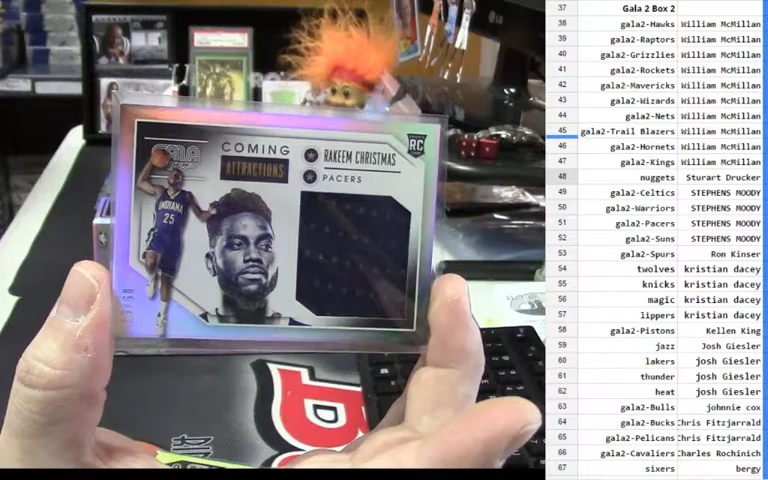 GALA
COMING
ATTRACTIONS
RAKEEM CHRISTMAS
PACERS
RC
INDIANA
25
37 Gala 2 Box 2
38 gala2-Hawks William McMillan
39 gala2-Raptors William McMillan
40 gala2-Grizzlies William McMillan
41 gala2-Rockets William McMillan
42 gala2-Mavericks William McMillan
43 gala2-Wizards William McMillan
44 gala2-Nets William McMillan
45 gala2-Trail Blazers William McMillan
46 gala2-Hornets William McMillan
47 gala2-Kings William McMillan
48 nuggets Sturart Drucker
49 gala2-Celtics STEPHENS MOODY
50 gala2-Warriors STEPHENS MOODY
51 gala2-Pacers STEPHENS MOODY
52 gala2-Suns STEPHENS MOODY
53 gala2-Spurs Ron Kinser
54 twolves kristian dacey
55 knicks kristian dacey
56 magic kristian dacey
57 lippers kristian dacey
58 gala2-Pistons Kellen King
59 jazz Josh Giesler
60 lakers josh Giesler
61 thunder josh Giesler
62 heat josh Giesler
63 gala2-Bulls johnnie cox
64 gala2-Bucks Chris Fitzjarrald
65 gala2-Pelicans Chris Fitzjarrald
66 gala2-Cavaliers Charles Rochinich
67 sixers bergy